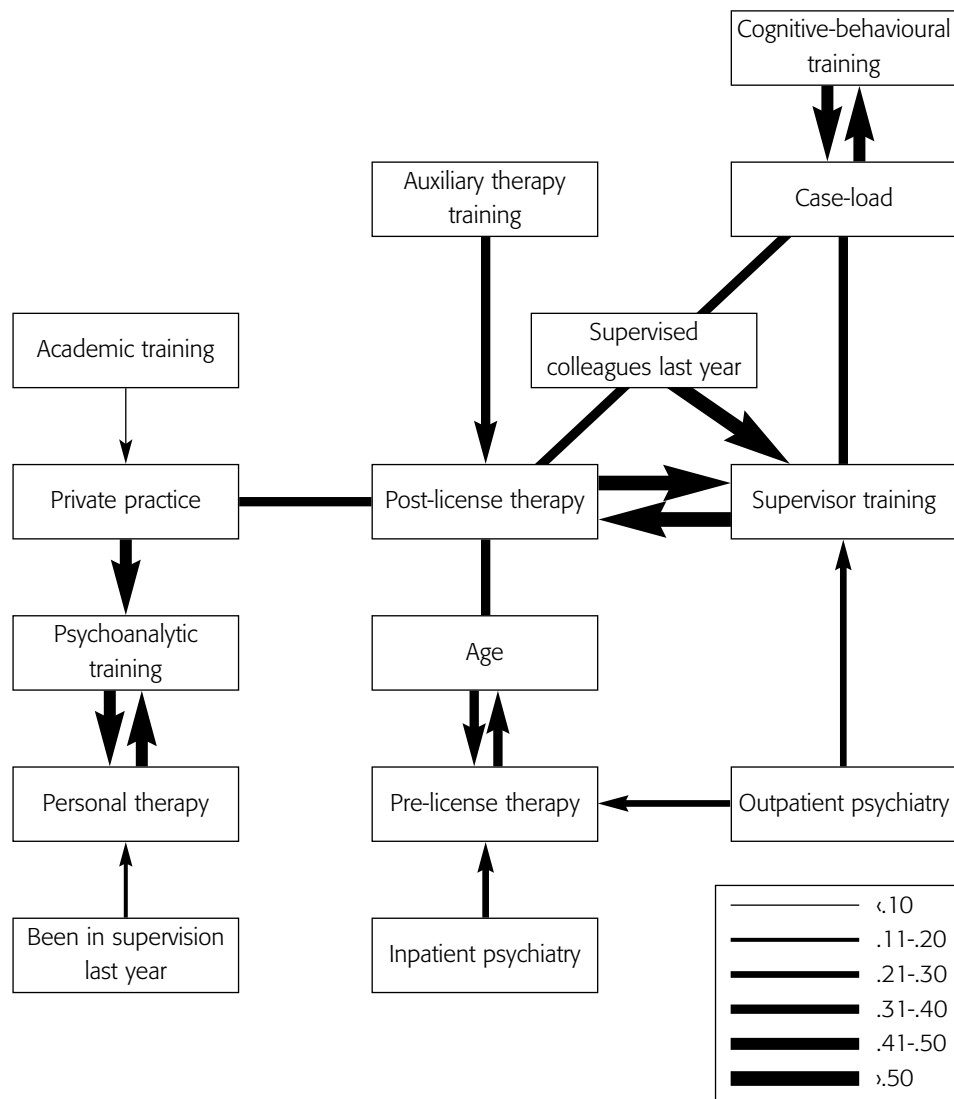 Cognitive-behavioural
training
Auxiliary therapy
training
Case-load
Academic training
Supervised
colleagues last year
Private practice
Post-license therapy
Supervisor training
Psychoanalytic
training
Age
Personal therapy
Pre-license therapy
Outpatient psychiatry
Been in supervision
last year
Inpatient psychiatry
‹.10
.11-.20
.21-.30
.31-.40
.41-.50
›.50